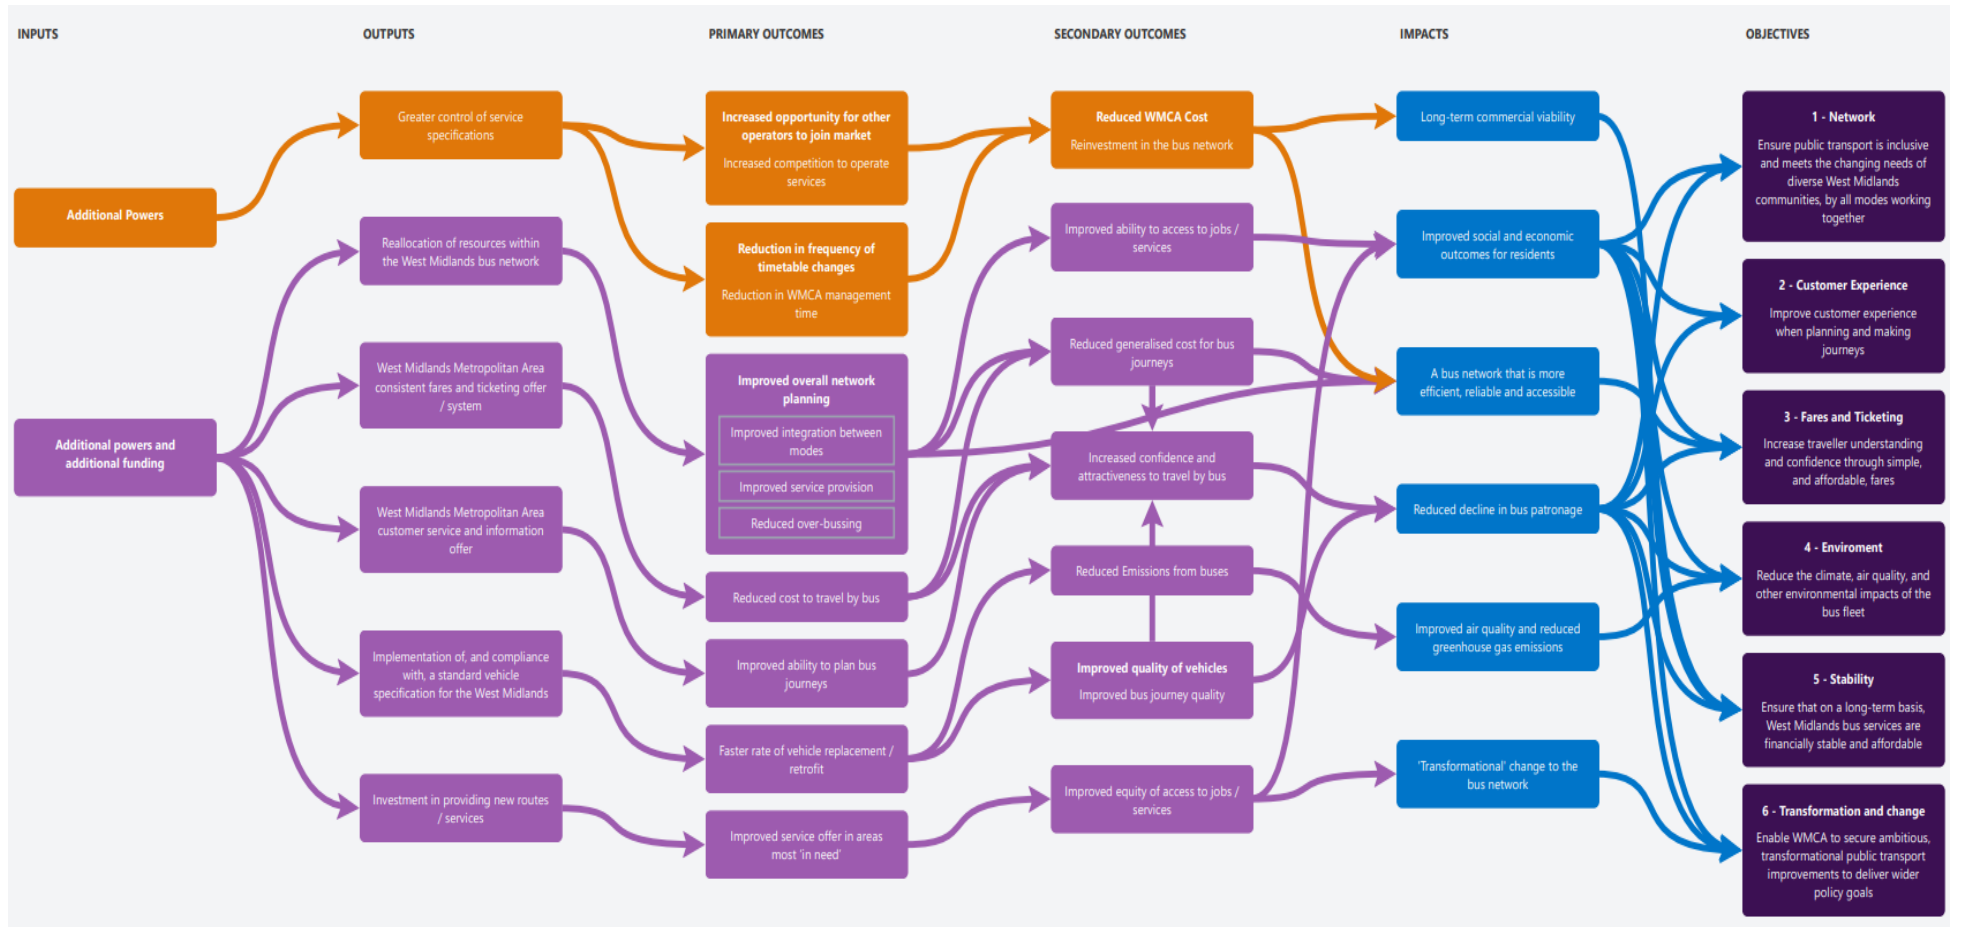 INPUTS
OUTPUTS
PRIMARY OUTCOMES
SECONDARY OUTCOMES
IMPACTS
OBJECTIVES
Additional Powers
Additional powers and
additional funding
Greater control of service
specifications
Reallocation of resources within
the West Midlands bus network
West Midlands Metropolitan Area
consistent fares and ticketing offer
/ system
West Midlands Metropolitan Area
customer service and information
offer
Implementation of, and compliance
with, a standard vehicle
specification for the West Midlands
Investment in providing new routes
/ services
Increased opportunity for other
operators to join market
Increased competition to operate
services
Reduction in frequency of
timetable changes
Reduction in WMCA management
time
Improved overall network
planning
Improved integration between
modes
Improved service provision
Reduced over-bussing
Reduced cost to travel by bus
Improved ability to plan bus
journeys
Faster rate of vehicle replacement /
retrofit
Improved service offer in areas
most 'in need'
Reduced WMCA Cost
Reinvestment in the bus network
Improved ability to access to jobs /
services
Reduced generalised cost for bus
journeys
Increased confidence and
attractiveness to travel by bus
Reduced Emissions from buses
Improved quality of vehicles
Improved bus journey quality
Improved equity of access to jobs /
services
Long-term commercial viability
Improved social and economic
outcomes for residents
A bus network that is more
efficient, reliable and accessible
Reduced decline in bus patronage
Improved air quality and reduced
greenhouse gas emissions
'Transformational' change to the
bus network
1 - Network
Ensure public transport is inclusive
and meets the changing needs of
diverse West Midlands
communities, by all modes working
together
2 - Customer Experience
Improve customer experience
when planning and making
journeys
3 - Fares and Ticketing
Increase traveller understanding
and confidence through simple,
and affordable, fares
4 - Enviroment
Reduce the climate, air quality, and
other environmental impacts of the
bus fleet
5 - Stability
Ensure that on a long-term basis,
West Midlands bus services are
financially stable and affordable
6 - Transformation and change
Enable WMCA to secure ambitious,
transformational public transport
improvements to deliver wider
policy goals